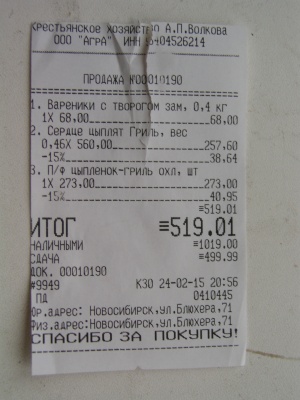 Крестьянское хозяйство А.П.Волкова
ООО "АгрА" ИНН 5404526214
ПРОДАЖА №00010190
1. Вареники с творогом зам, 0,4 кг
1X 68,00 68,00
2. Сердце цыплят Гриль, вес
0,46X 560,00 257,60
-15% 38,64
3. П/ф цыпленок-гриль охл, шт
1X 273,00 273,00
-15% 40,95
≡519.01
ИТОГ ≡519.01
НАЛИЧНЫМИ ≡1019.00
СДАЧА ≡499.99
ДОК. 00010190
#9949 К30 24-02-15 20:56
ПД 0410445
Юр.адрес: Новосибирск,ул.Блюхера,71
Физ.адрес:Новосибирск,ул.Блюхера,71
СПАСИБО ЗА ПОКУПКУ!